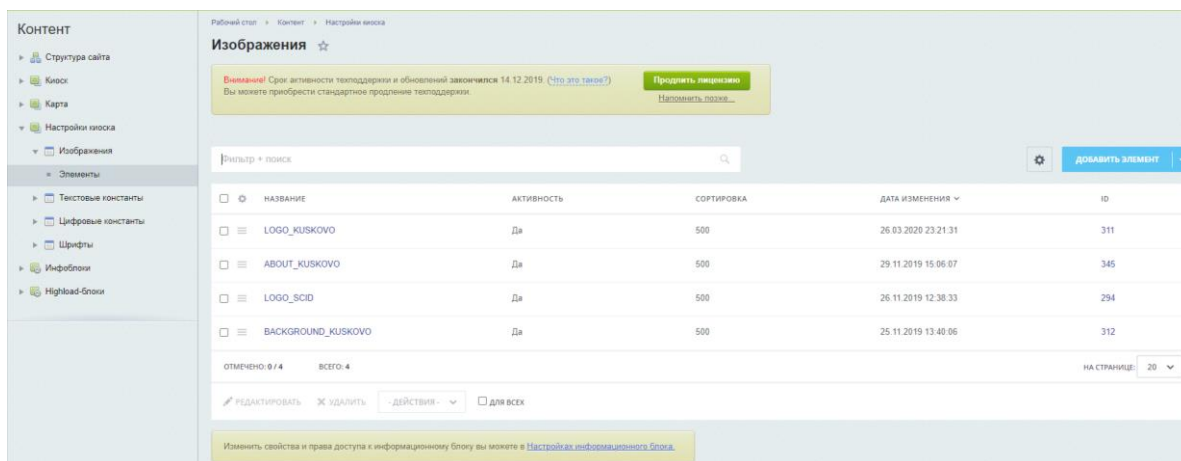 Контент
Структура сайта
Киоск
Карта
Настройки киоска
Изображения
Элементы
Текстовые константы
Цифровые константы
Шрифты
Инфоблоки
Highload-блоки
Рабочий стол Контент Настройки киоска
Изображения
Внимание! Срок активности техподдержки и обновлений закончился 14.12.2019. (Что это такое?)
Вы можете приобрести стандартное продление техподдержки.
Продлить лицензию
Напомнить позже...
Фильтр + поиск
ДОБАВИТЬ ЭЛЕМЕНТ
НАЗВАНИЕ АКТИВНОСТЬ СОРТИРОВКА ДАТА ИЗМЕНЕНИЯ ID
LOGO_KUSKOVO Да 500 26.03.2020 23:21:31 311
ABOUT_KUSKOVO Да 500 29.11.2019 15:06:07 345
LOGO_SCID Да 500 26.11.2019 12:38:33 294
BACKGROUND_KUSKOVO Да 500 25.11.2019 13:40:06 312
ОТМЕЧЕНО: 0 / 4 ВСЕГО: 4 НА СТРАНИЦЕ: 20
РЕДАКТИРОВАТЬ УДАЛИТЬ - ДЕЙСТВИЯ - ДЛЯ ВСЕХ
Изменить свойства и права доступа к информационному блоку вы можете в Настройках информационного блока.